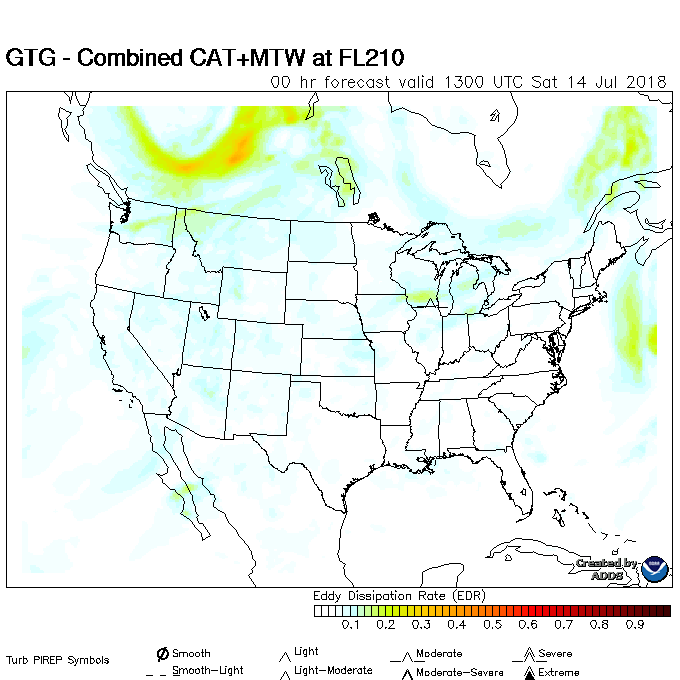 GTG - Combined CAT+MTW at FL210
00 hr forecast valid 1300 UTC Sat 14 Jul 2018
Created by
ADDS
Eddy Dissipation Rate (EDR)
0.1 0.2 0.3 0.4 0.5 0.6 0.7 0.8 0.9
Turb PIREP Symbols
Smooth Light Moderate Severe
Smooth-Light Light-Moderate Moderate-Severe Extreme